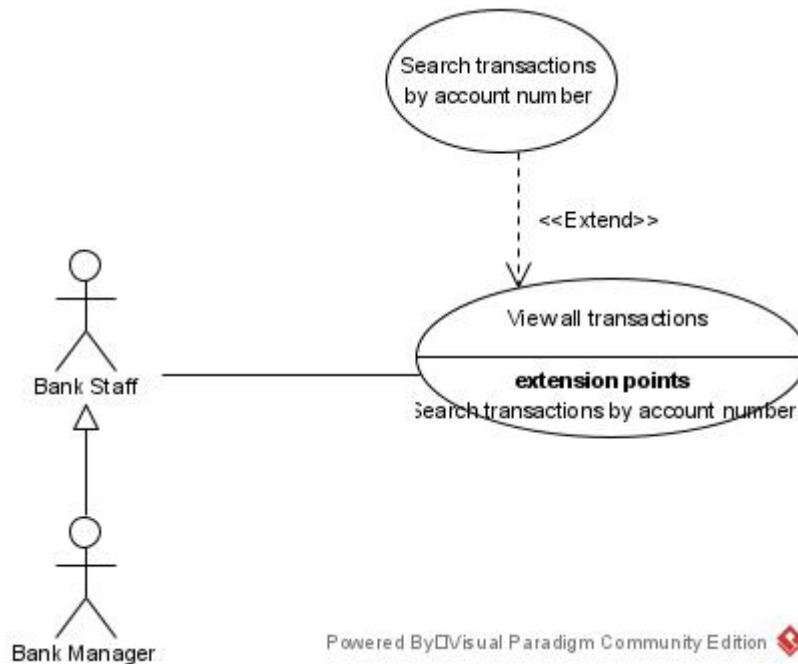 Search transactions
by account number
<<Extend>>
View all transactions
extension points
Search transactions by account number
Bank Staff
Bank Manager
Powered By□Visual Paradigm Community Edition